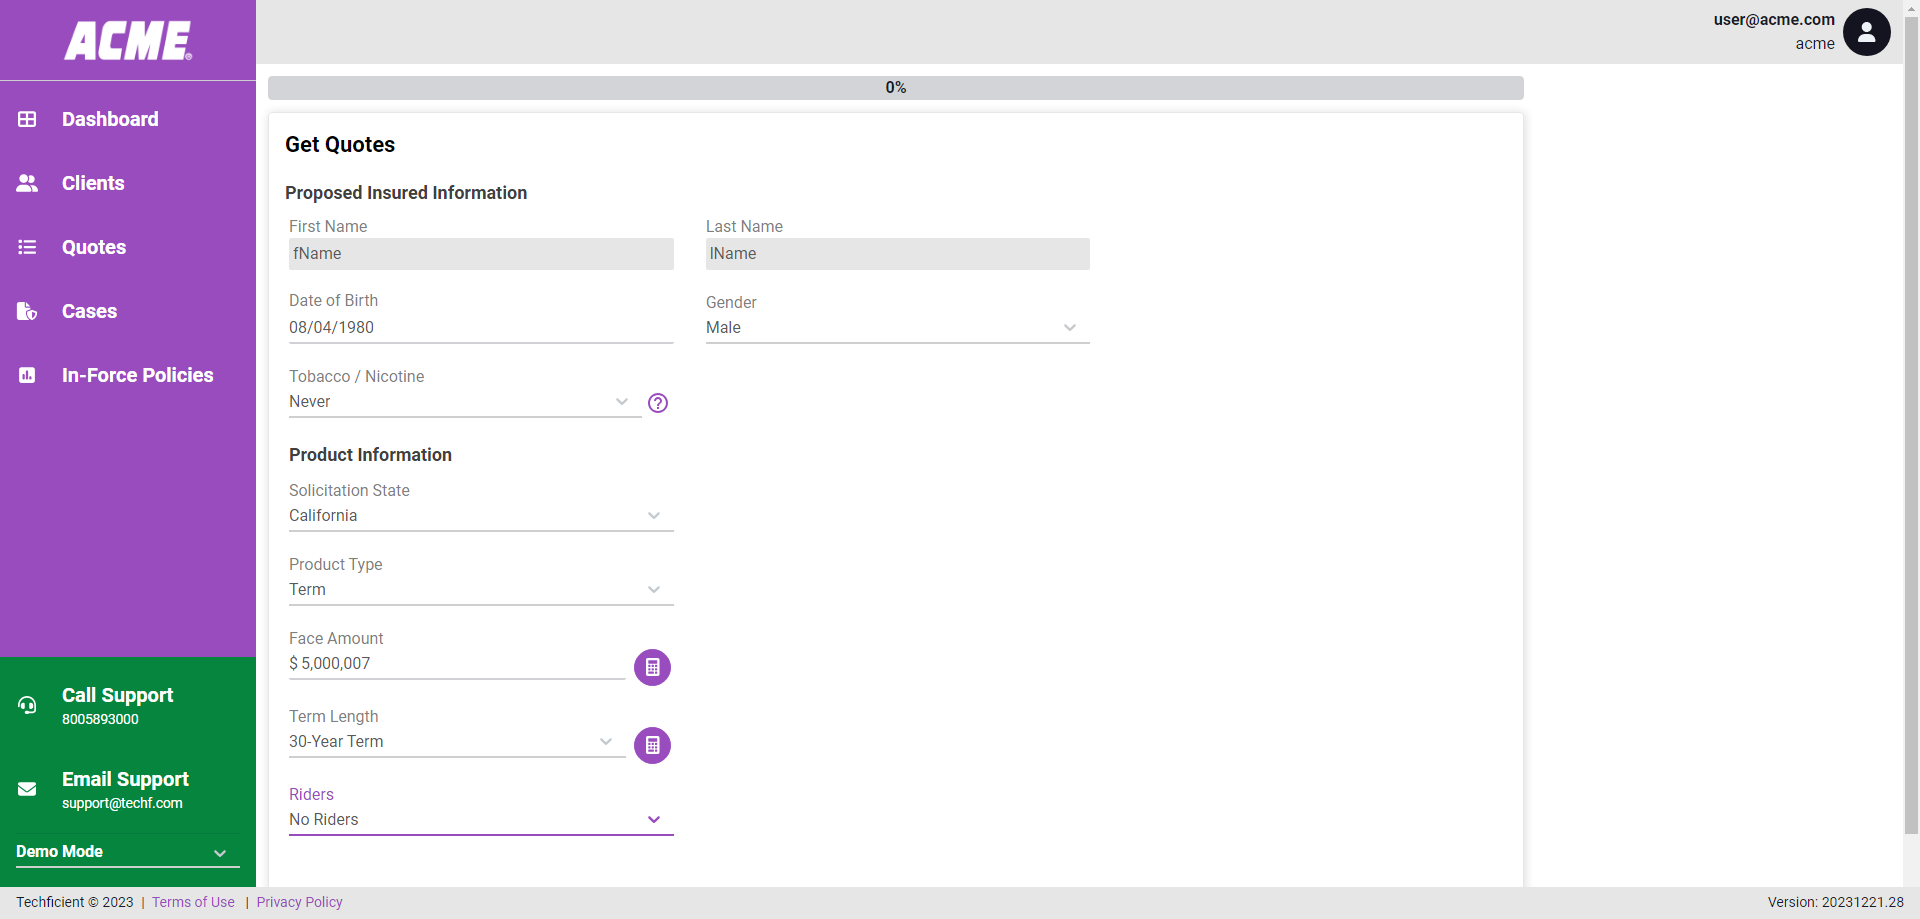 ACME®
user@acme.com
acme
Dashboard
Clients
Quotes
Cases
In-Force Policies
Call Support
8005893000
Email Support
support@techf.com
Demo Mode
0%
Get Quotes
Proposed Insured Information
First Name
fName
Last Name
lName
Date of Birth
08/04/1980
Gender
Male
Tobacco / Nicotine
Never
Product Information
Solicitation State
California
Product Type
Term
Face Amount
$ 5,000,007
Term Length
30-Year Term
Riders
No Riders
Techficient © 2023 | Terms of Use | Privacy Policy
Version: 20231221.28